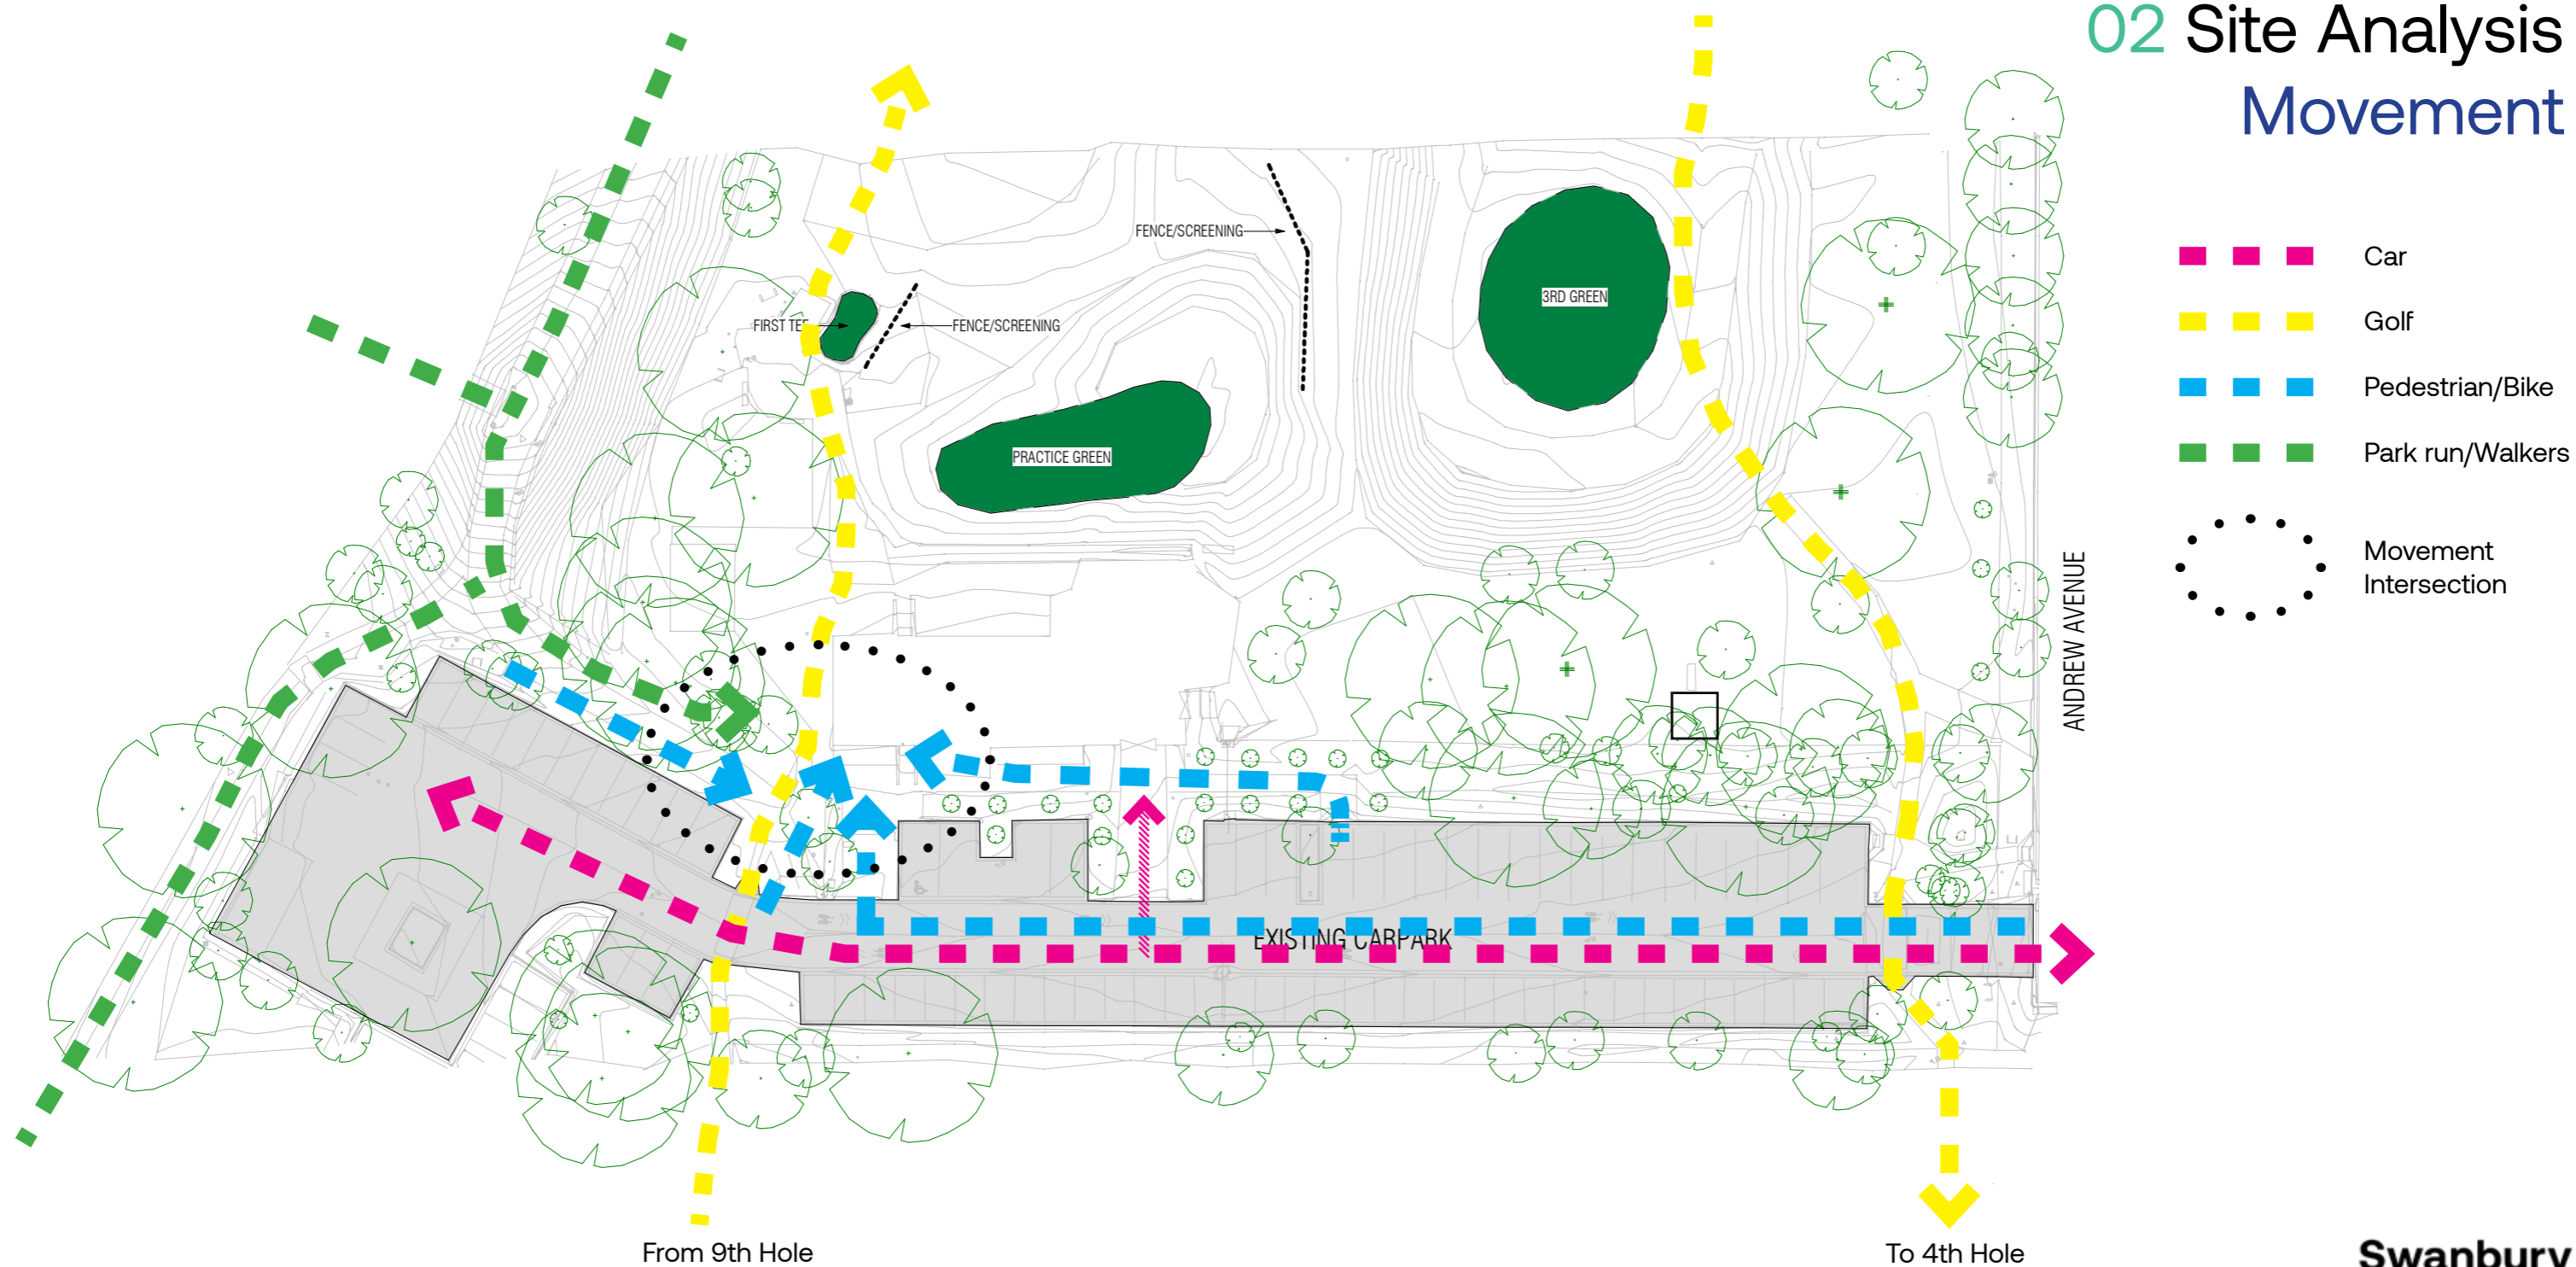 02 Site Analysis
Movement
Car
Golf
Pedestrian/Bike
Park run/Walkers
Movement
Intersection
FENCE/SCREENING
3RD GREEN
FIRST TEE
FENCE/SCREENING
PRACTICE GREEN
ANDREW AVENUE
EXISTING CARPARK
From 9th Hole
To 4th Hole
Swanbury